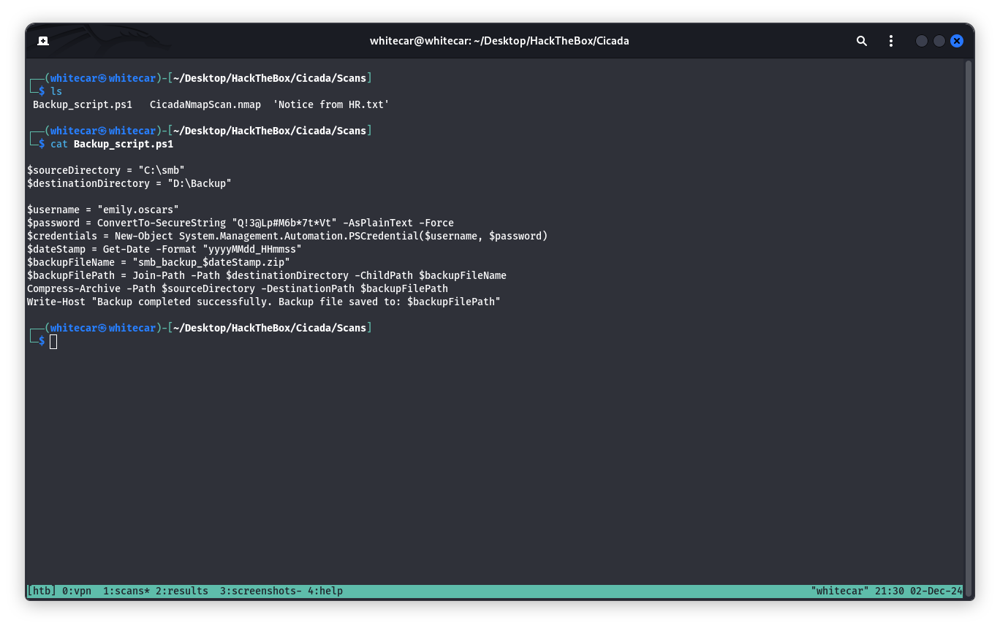 whitecar@whitecar: ~/Desktop/HackTheBox/Cicada
┌──(whitecar㉿whitecar)-[~/Desktop/HackTheBox/Cicada/Scans]
└─$ ls
Backup_script.ps1   CicadaNmapScan.nmap  'Notice from HR.txt'
┌──(whitecar㉿whitecar)-[~/Desktop/HackTheBox/Cicada/Scans]
└─$ cat Backup_script.ps1
$sourceDirectory = "C:\smb"
$destinationDirectory = "D:\Backup"
$username = "emily.oscars"
$password = ConvertTo-SecureString "Q!3@Lp#M6b*7t*Vt" -AsPlainText -Force
$credentials = New-Object System.Management.Automation.PSCredential($username, $password)
$dateStamp = Get-Date -Format "yyyyMMdd_HHmmss"
$backupFileName = "smb_backup_$dateStamp.zip"
$backupFilePath = Join-Path -Path $destinationDirectory -ChildPath $backupFileName
Compress-Archive -Path $sourceDirectory -DestinationPath $backupFilePath
Write-Host "Backup completed successfully. Backup file saved to: $backupFilePath"
┌──(whitecar㉿whitecar)-[~/Desktop/HackTheBox/Cicada/Scans]
└─$
[htb] 0:vpn  1:scans* 2:results  3:screenshots- 4:help "whitecar" 21:30 02-Dec-24